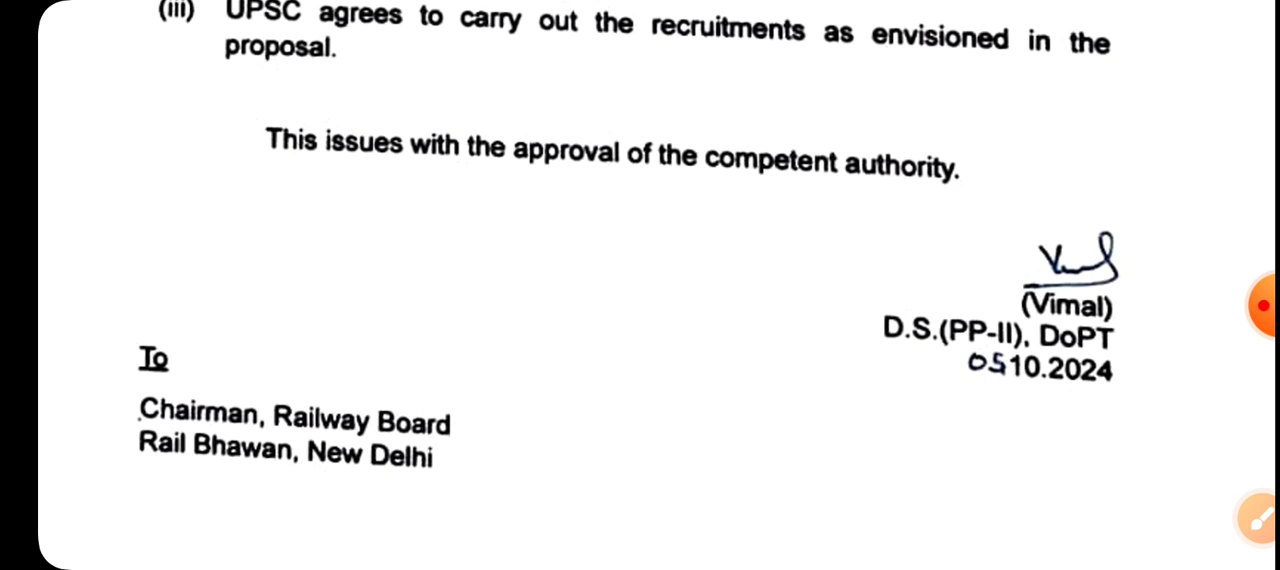 (iii) UPSC agrees to carry out the recruitments as envisioned in the
proposal.
This issues with the approval of the competent authority.
(Vimal)
D.S.(PP-II), DoPT
05 10.2024
To
Chairman, Railway Board
Rail Bhawan, New Delhi